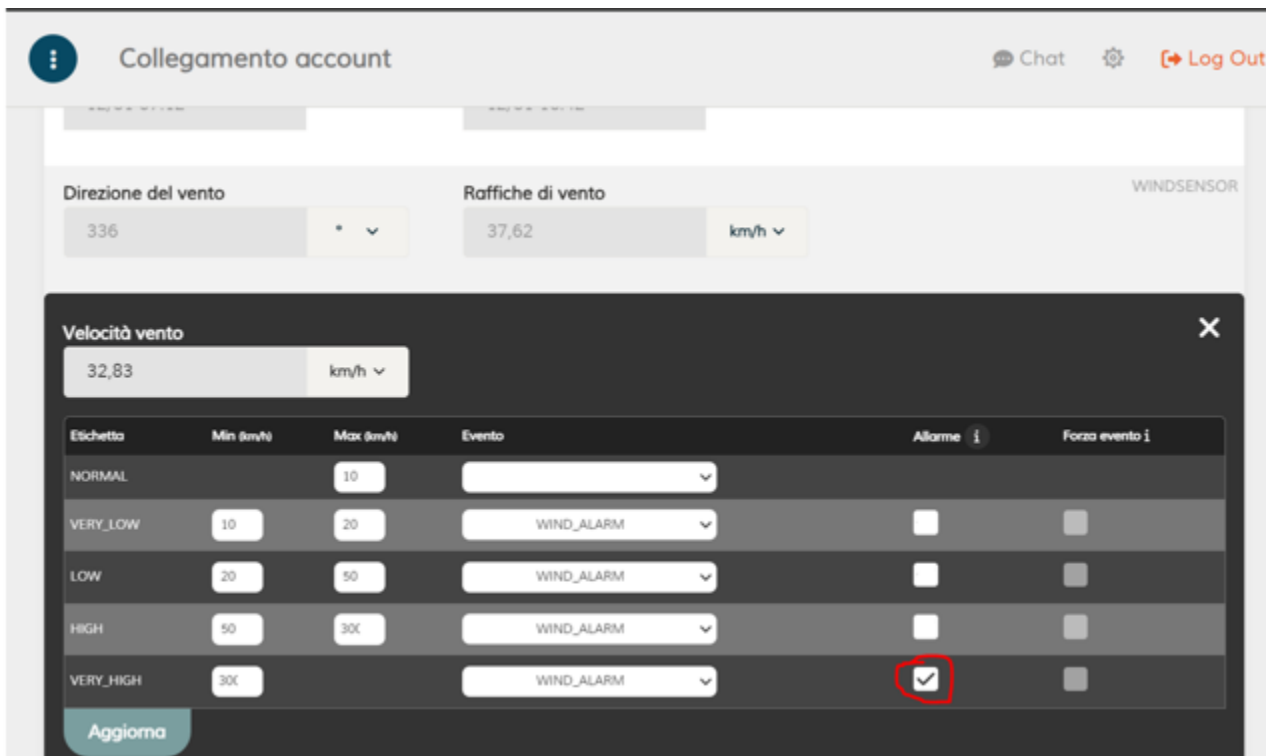 Collegamento account
Chat
Log Out
Direzione del vento
Raffiche di vento
WINDSENSOR
336
°
37,62
km/h
Velocità vento
32,83
km/h
Etichetta Min (km/h) Max (km/h) Evento Allarme i Forza evento i
NORMAL 10
VERY_LOW 10 20 WIND_ALARM
LOW 20 50 WIND_ALARM
HIGH 50 300 WIND_ALARM
VERY_HIGH 300 WIND_ALARM
Aggiorna